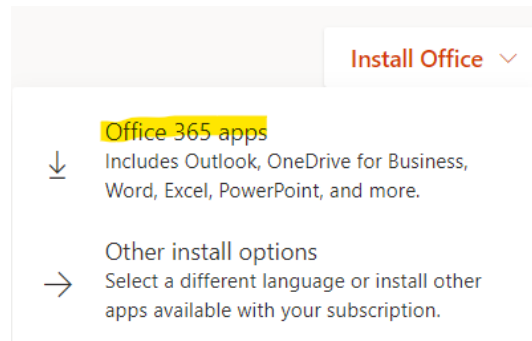 Install Office
Office 365 apps
Includes Outlook, OneDrive for Business,
Word, Excel, PowerPoint, and more.
Other install options
Select a different language or install other
apps available with your subscription.